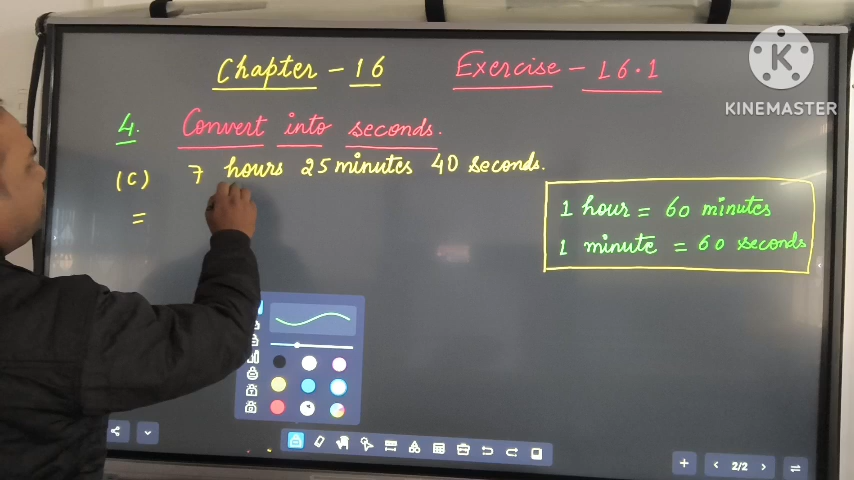 Chapter - 16 Exercise - 16.1
KINEMASTER
4. Convert into seconds.
(C) 7 hours 25 minutes 40 seconds.
=
1 hour = 60 minutes
1 minute = 60 seconds
2/2